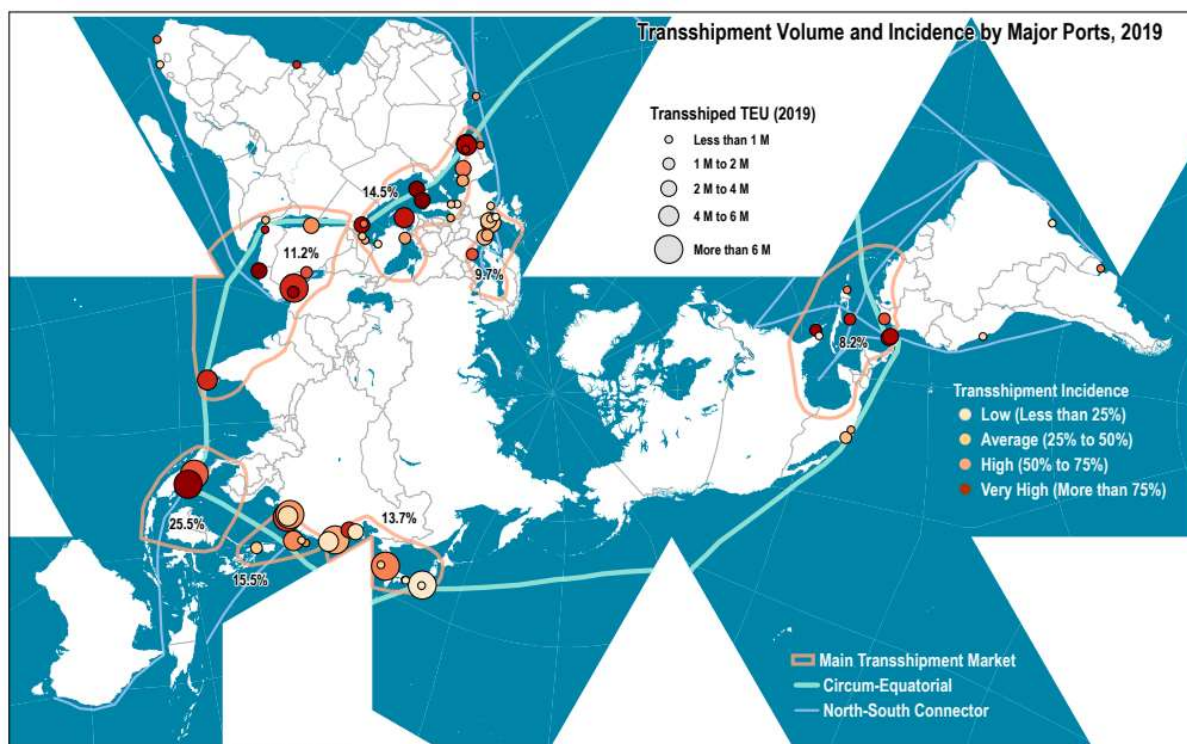 Transshipment Volume and Incidence by Major Ports, 2019
Transshiped TEU (2019)
Less than 1 M
1 M to 2 M
2 M to 4 M
4 M to 6 M
More than 6 M
14.5%
11.2%
9.7%
8.2%
Transshipment Incidence
Low (Less than 25%)
Average (25% to 50%)
High (50% to 75%)
Very High (More than 75%)
25.5%
13.7%
15.5%
Main Transshipment Market
Circum-Equatorial
North-South Connector